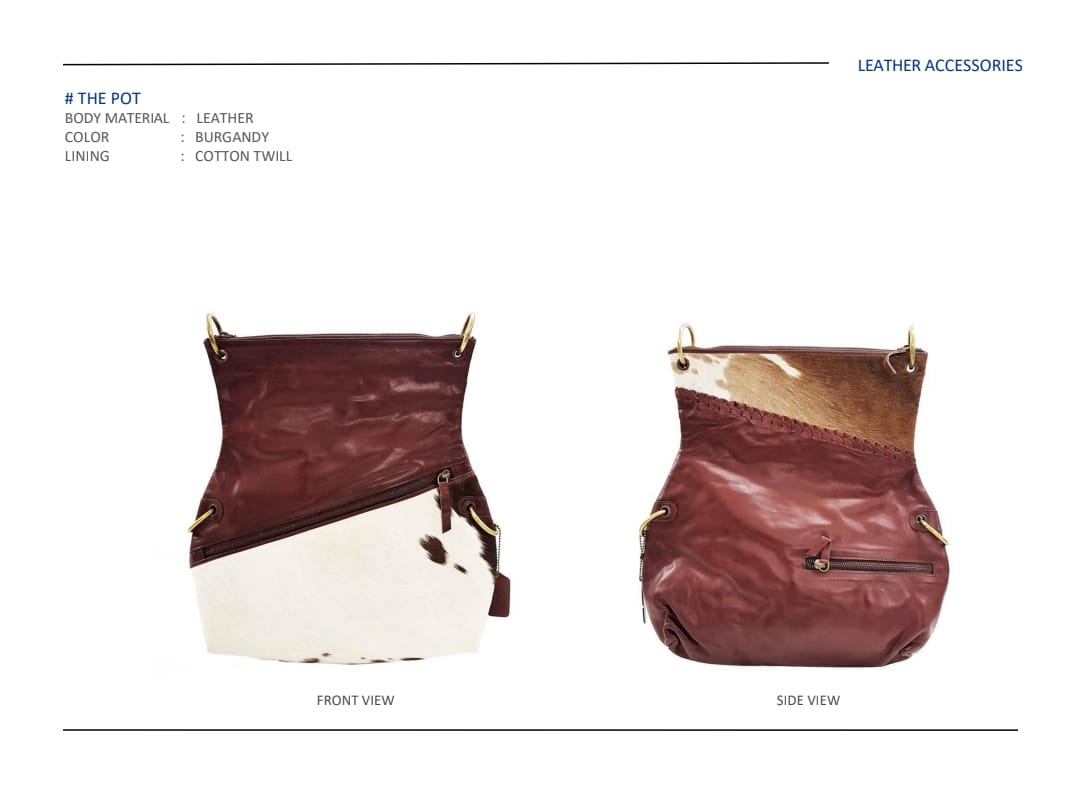 LEATHER ACCESSORIES
# THE POT
BODY MATERIAL : LEATHER
COLOR : BURGANDY
LINING : COTTON TWILL
FRONT VIEW
SIDE VIEW